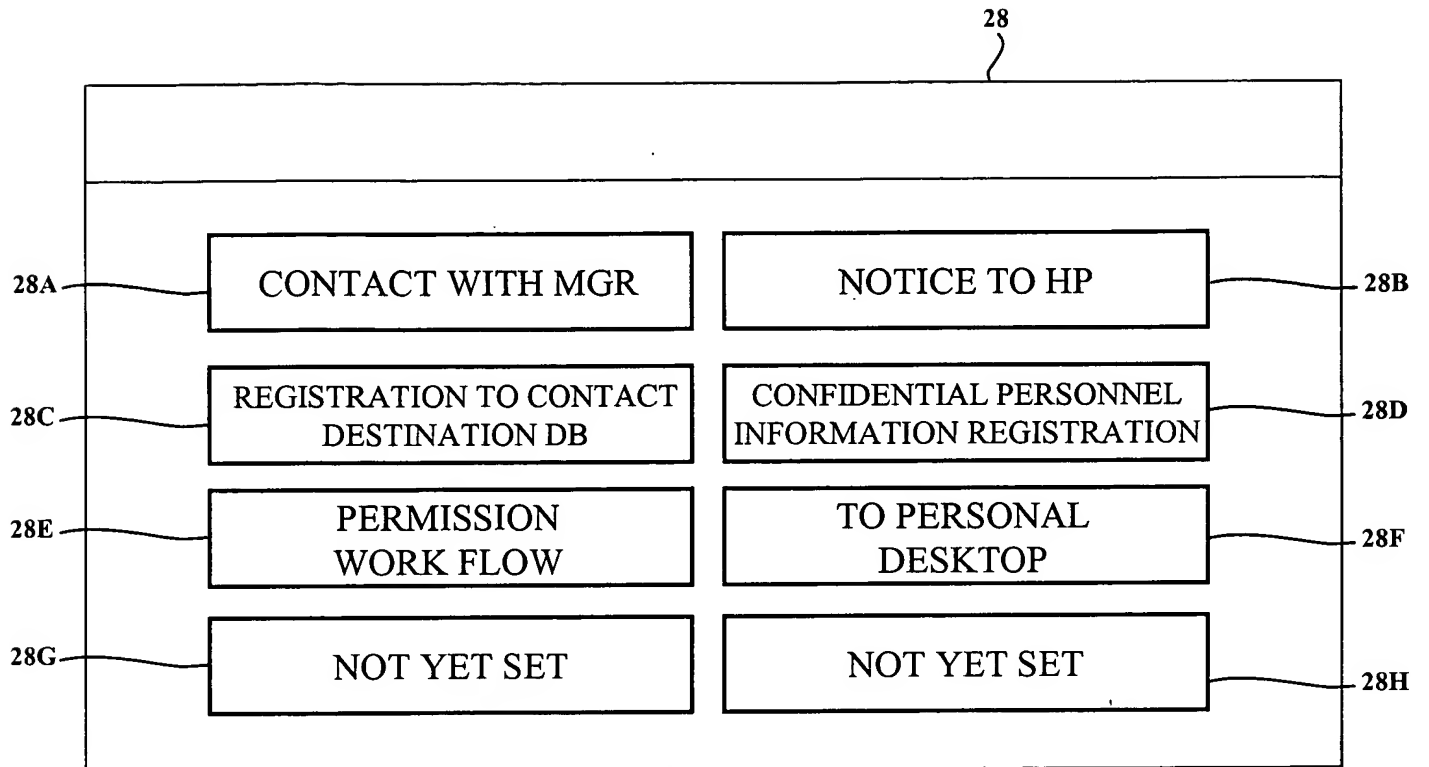 28
28A
CONTACT WITH MGR
NOTICE TO HP
28B
28C
REGISTRATION TO CONTACT
DESTINATION DB
CONFIDENTIAL PERSONNEL
INFORMATION REGISTRATION
28D
28E
PERMISSION
WORK FLOW
TO PERSONAL
DESKTOP
28F
28G
NOT YET SET
NOT YET SET
28H